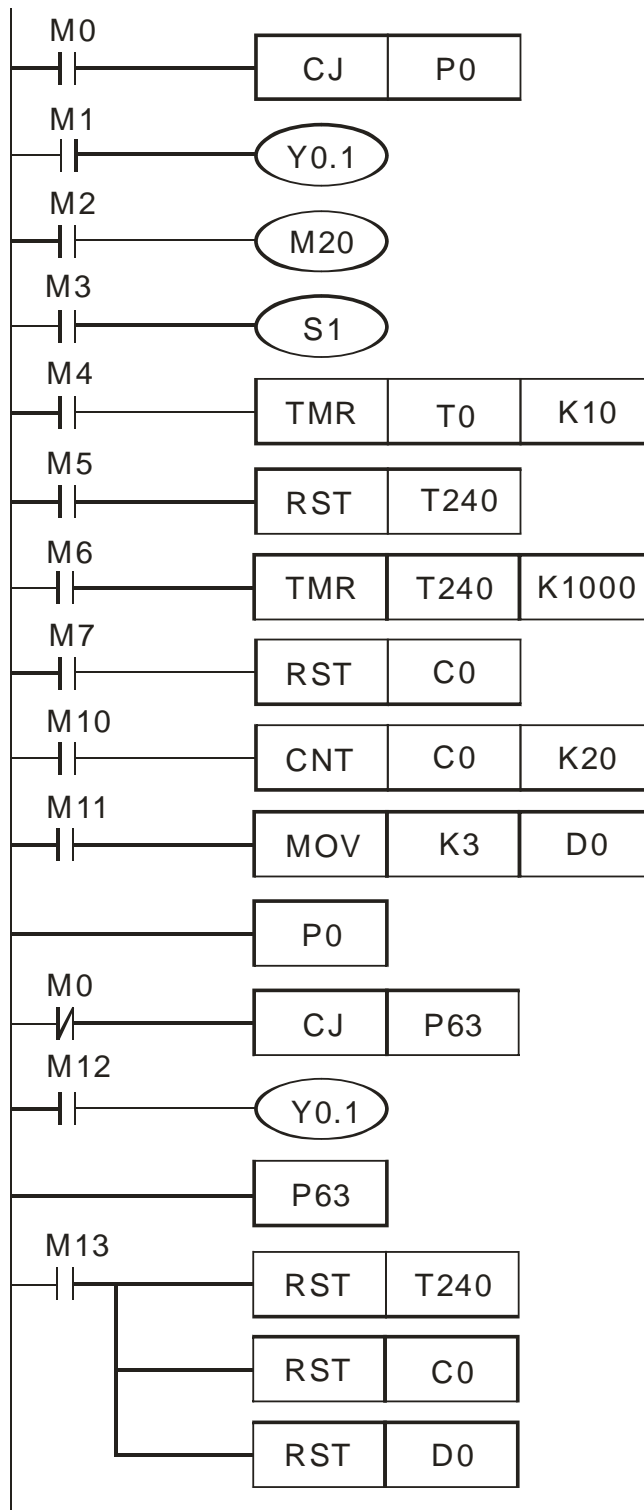 M0
CJ P0
M1
Y0.1
M2
M20
M3
S1
M4
TMR T0 K10
M5
RST T240
M6
TMR T240 K1000
M7
RST C0
M10
CNT C0 K20
M11
MOV K3 D0
P0
M0
CJ P63
M12
Y0.1
P63
M13
RST T240
RST C0
RST D0